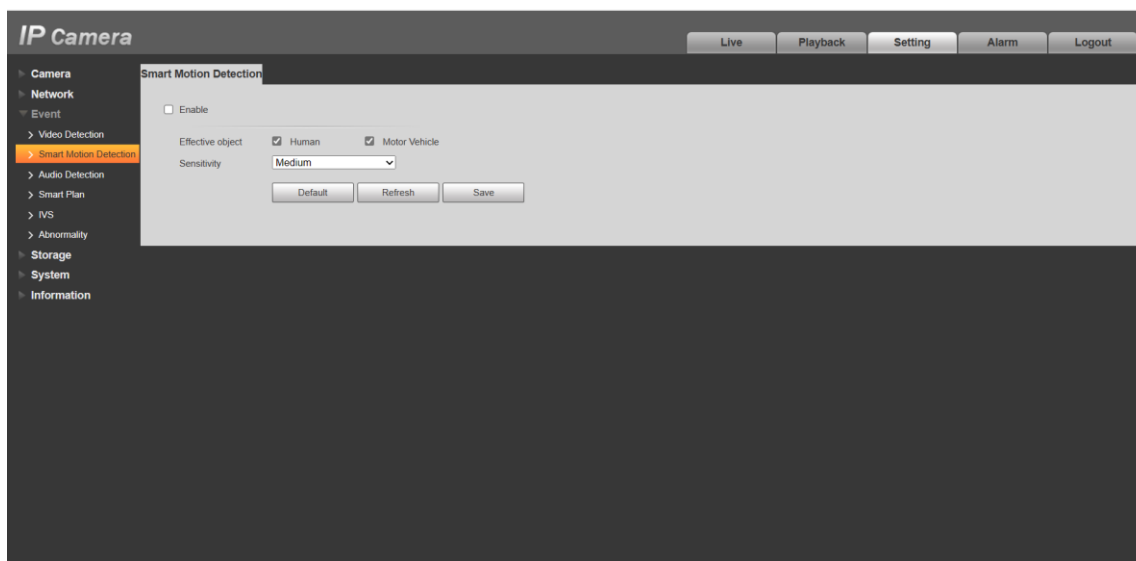 IP Camera
Live Playback Setting Alarm Logout
Camera
Network
Event
Video Detection
Smart Motion Detection
Audio Detection
Smart Plan
IVS
Abnormality
Storage
System
Information
Smart Motion Detection
Enable
Effective object Human Motor Vehicle
Sensitivity Medium
Default Refresh Save